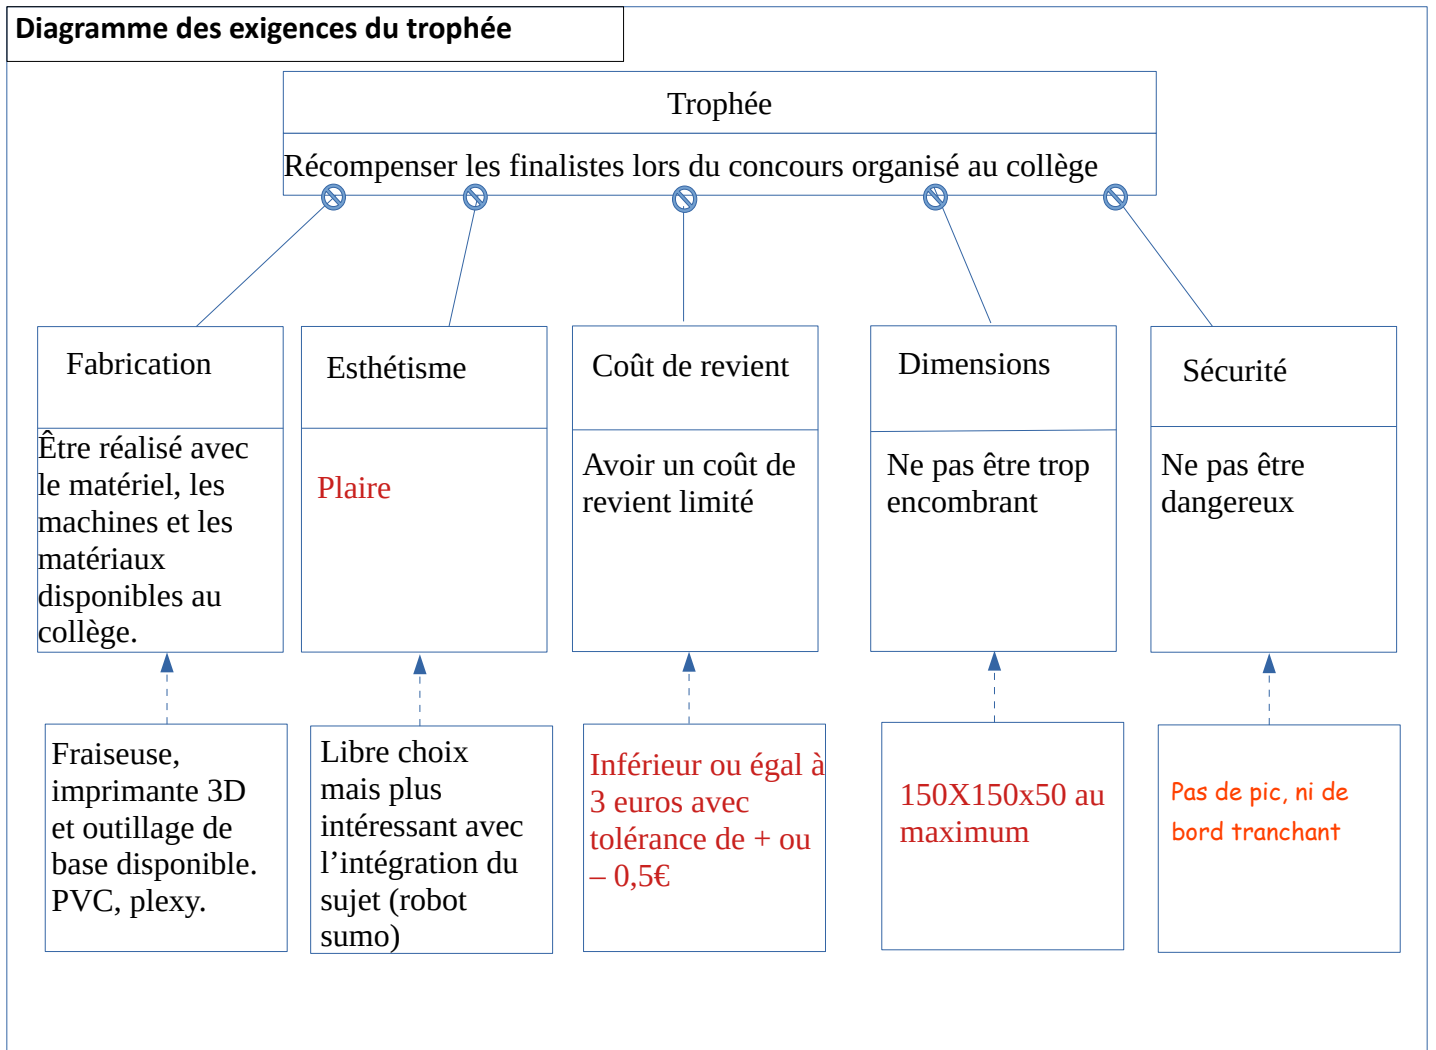 Diagramme des exigences du trophée
Trophée
Récompenser les finalistes lors du concours organisé au collège
Fabrication
Être réalisé avec
le matériel, les
machines et les
matériaux
disponibles au
collège.
Esthétisme
Plaire
Coût de revient
Avoir un coût de
revient limité
Dimensions
Ne pas être trop
encombrant
Sécurité
Ne pas être
dangereux
Fraiseuse,
imprimante 3D
et outillage de
base disponible.
PVC, plexy.
Libre choix
mais plus
intéressant avec
l’intégration du
sujet (robot
sumo)
Inférieur ou égal à
3 euros avec
tolérance de + ou
– 0,5€
150X150x50 au
maximum
Pas de pic, ni de
bord tranchant